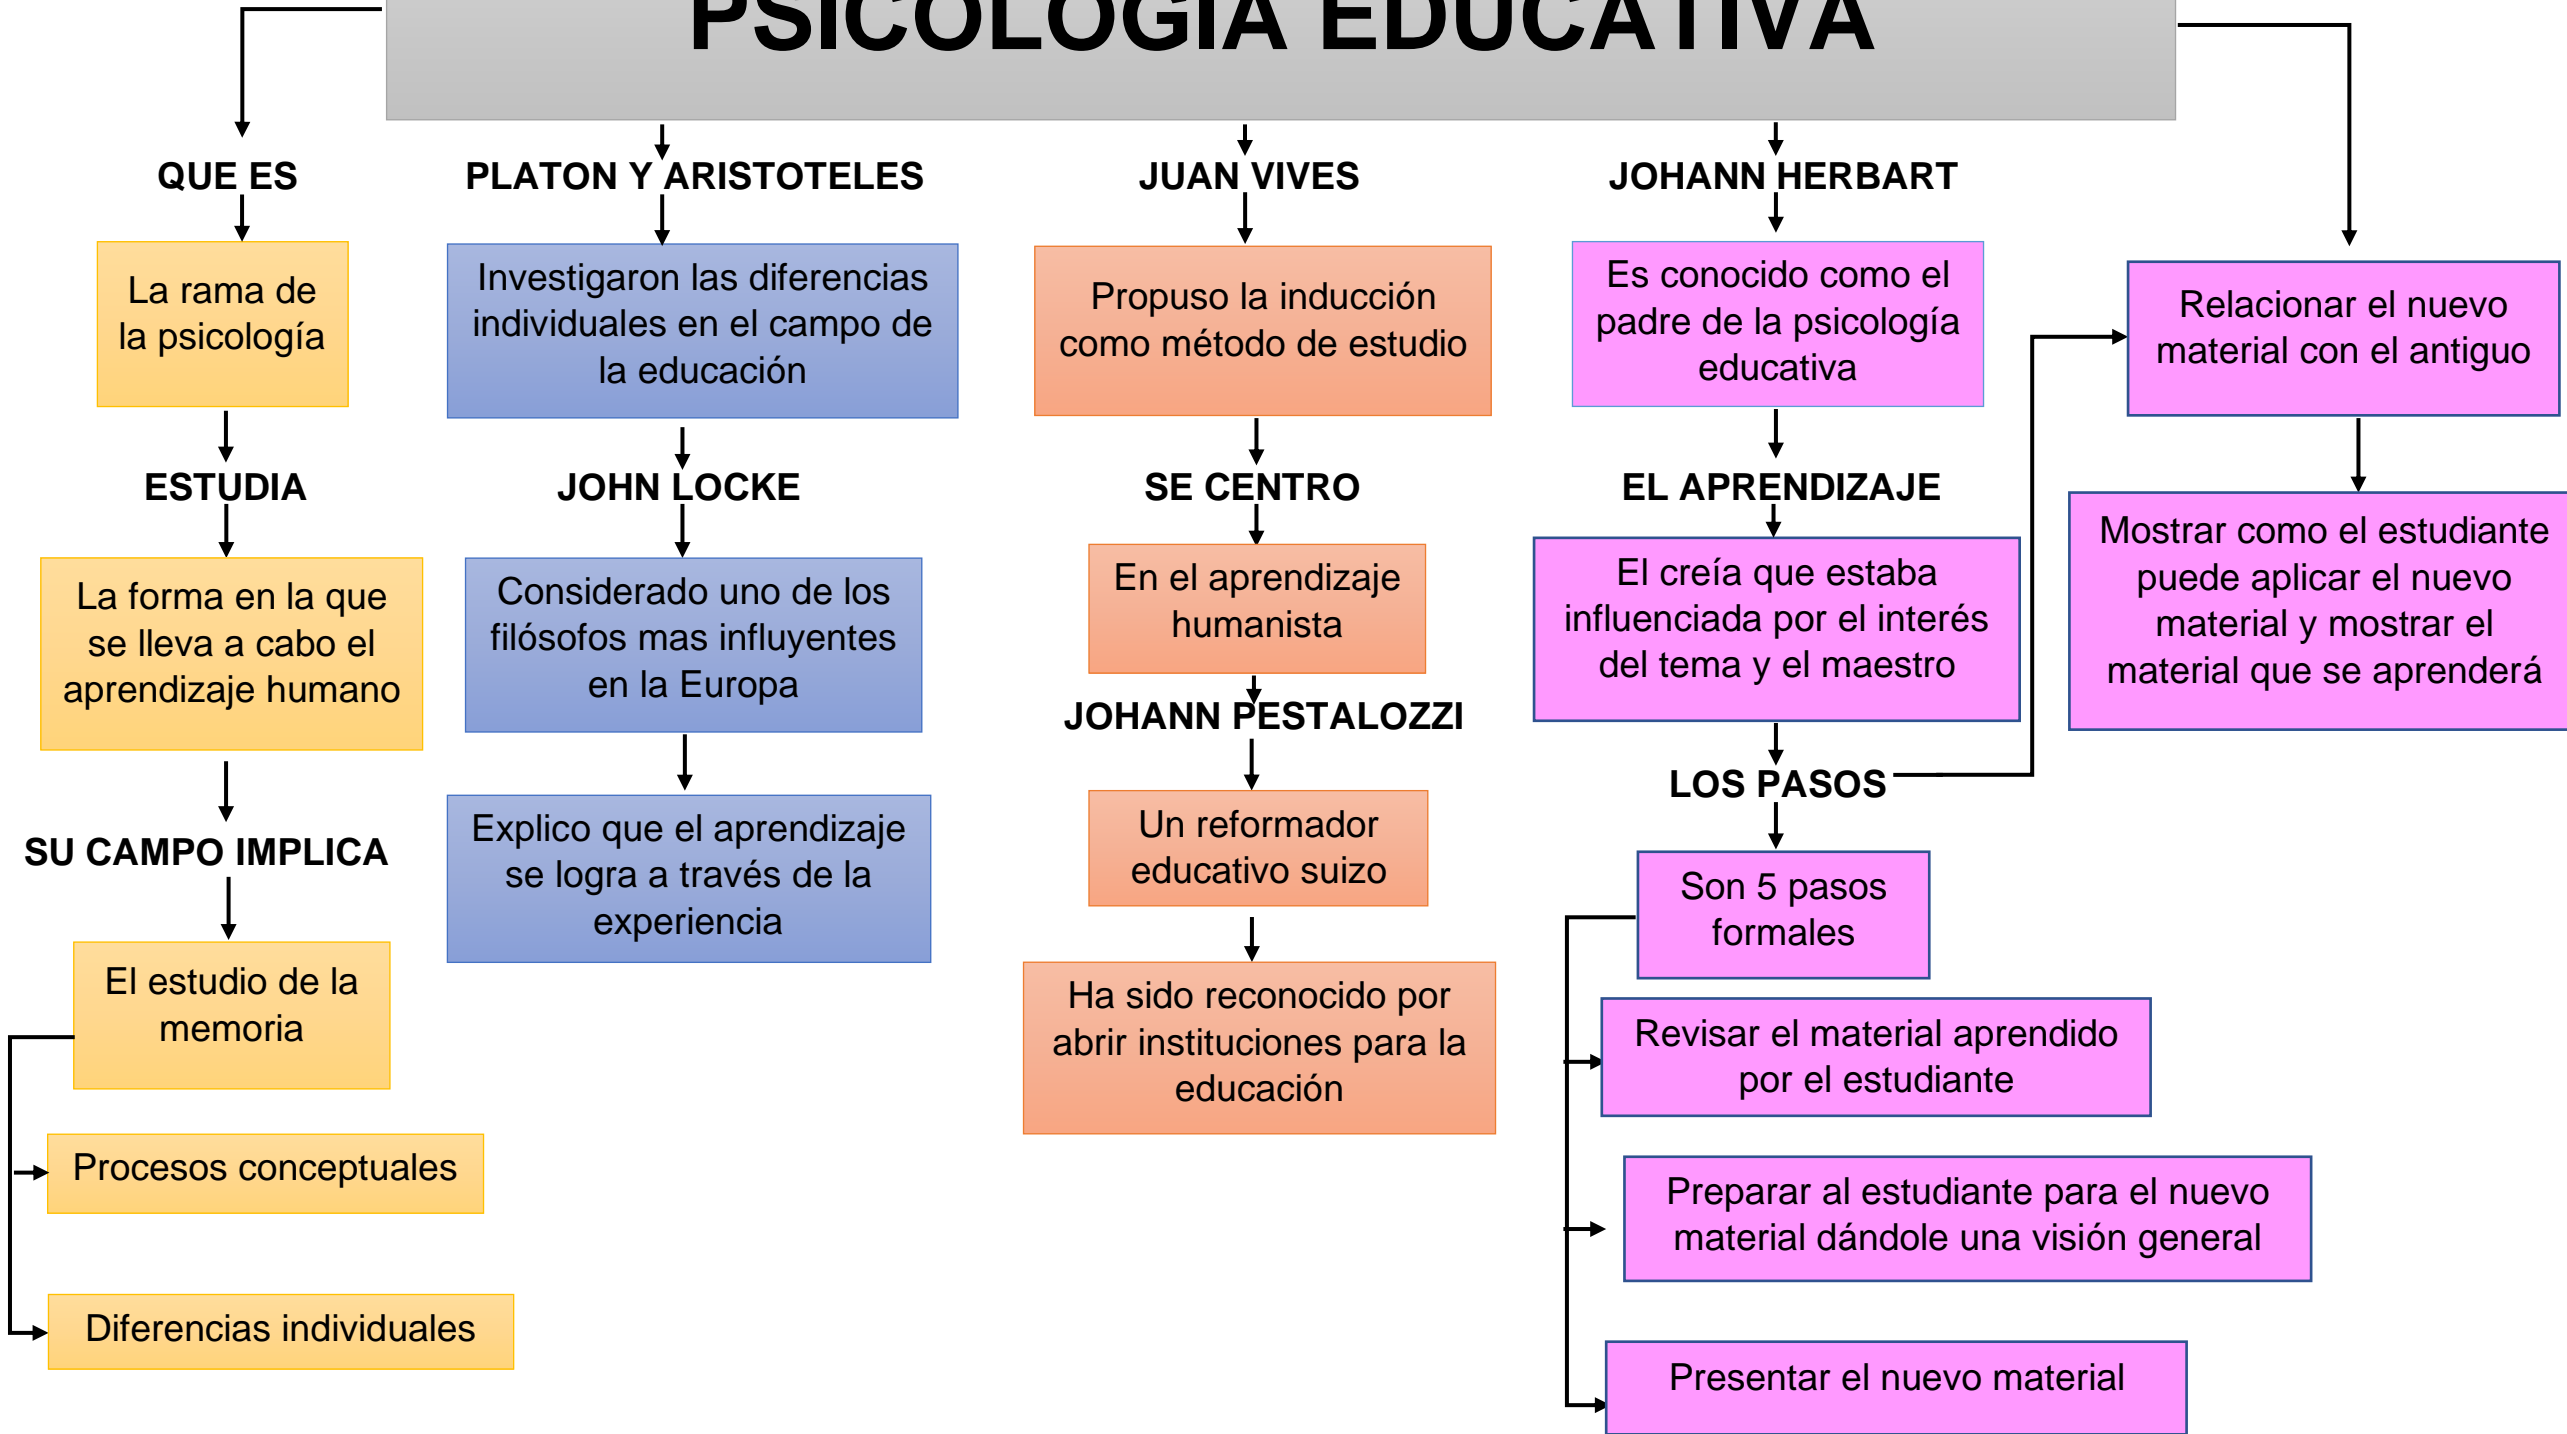 PSICOLOGIA EDUCATIVA
QUE ES
La rama de
la psicología
ESTUDIA
La forma en la que
se lleva a cabo el
aprendizaje humano
SU CAMPO IMPLICA
El estudio de la
memoria
Procesos conceptuales
Diferencias individuales
PLATON Y ARISTOTELES
Investigaron las diferencias
individuales en el campo de
la educación
JOHN LOCKE
Considerado uno de los
filósofos mas influyentes
en la Europa
Explico que el aprendizaje
se logra a través de la
experiencia
JUAN VIVES
Propuso la inducción
como método de estudio
SE CENTRO
En el aprendizaje
humanista
JOHANN PESTALOZZI
Un reformador
educativo suizo
Ha sido reconocido por
abrir instituciones para la
educación
JOHANN HERBART
Es conocido como el
padre de la psicología
educativa
EL APRENDIZAJE
El creía que estaba
influenciada por el interés
del tema y el maestro
LOS PASOS
Son 5 pasos
formales
Revisar el material aprendido
por el estudiante
Preparar al estudiante para el nuevo
material dándole una visión general
Presentar el nuevo material
Relacionar el nuevo
material con el antiguo
Mostrar como el estudiante
puede aplicar el nuevo
material y mostrar el
material que se aprenderá